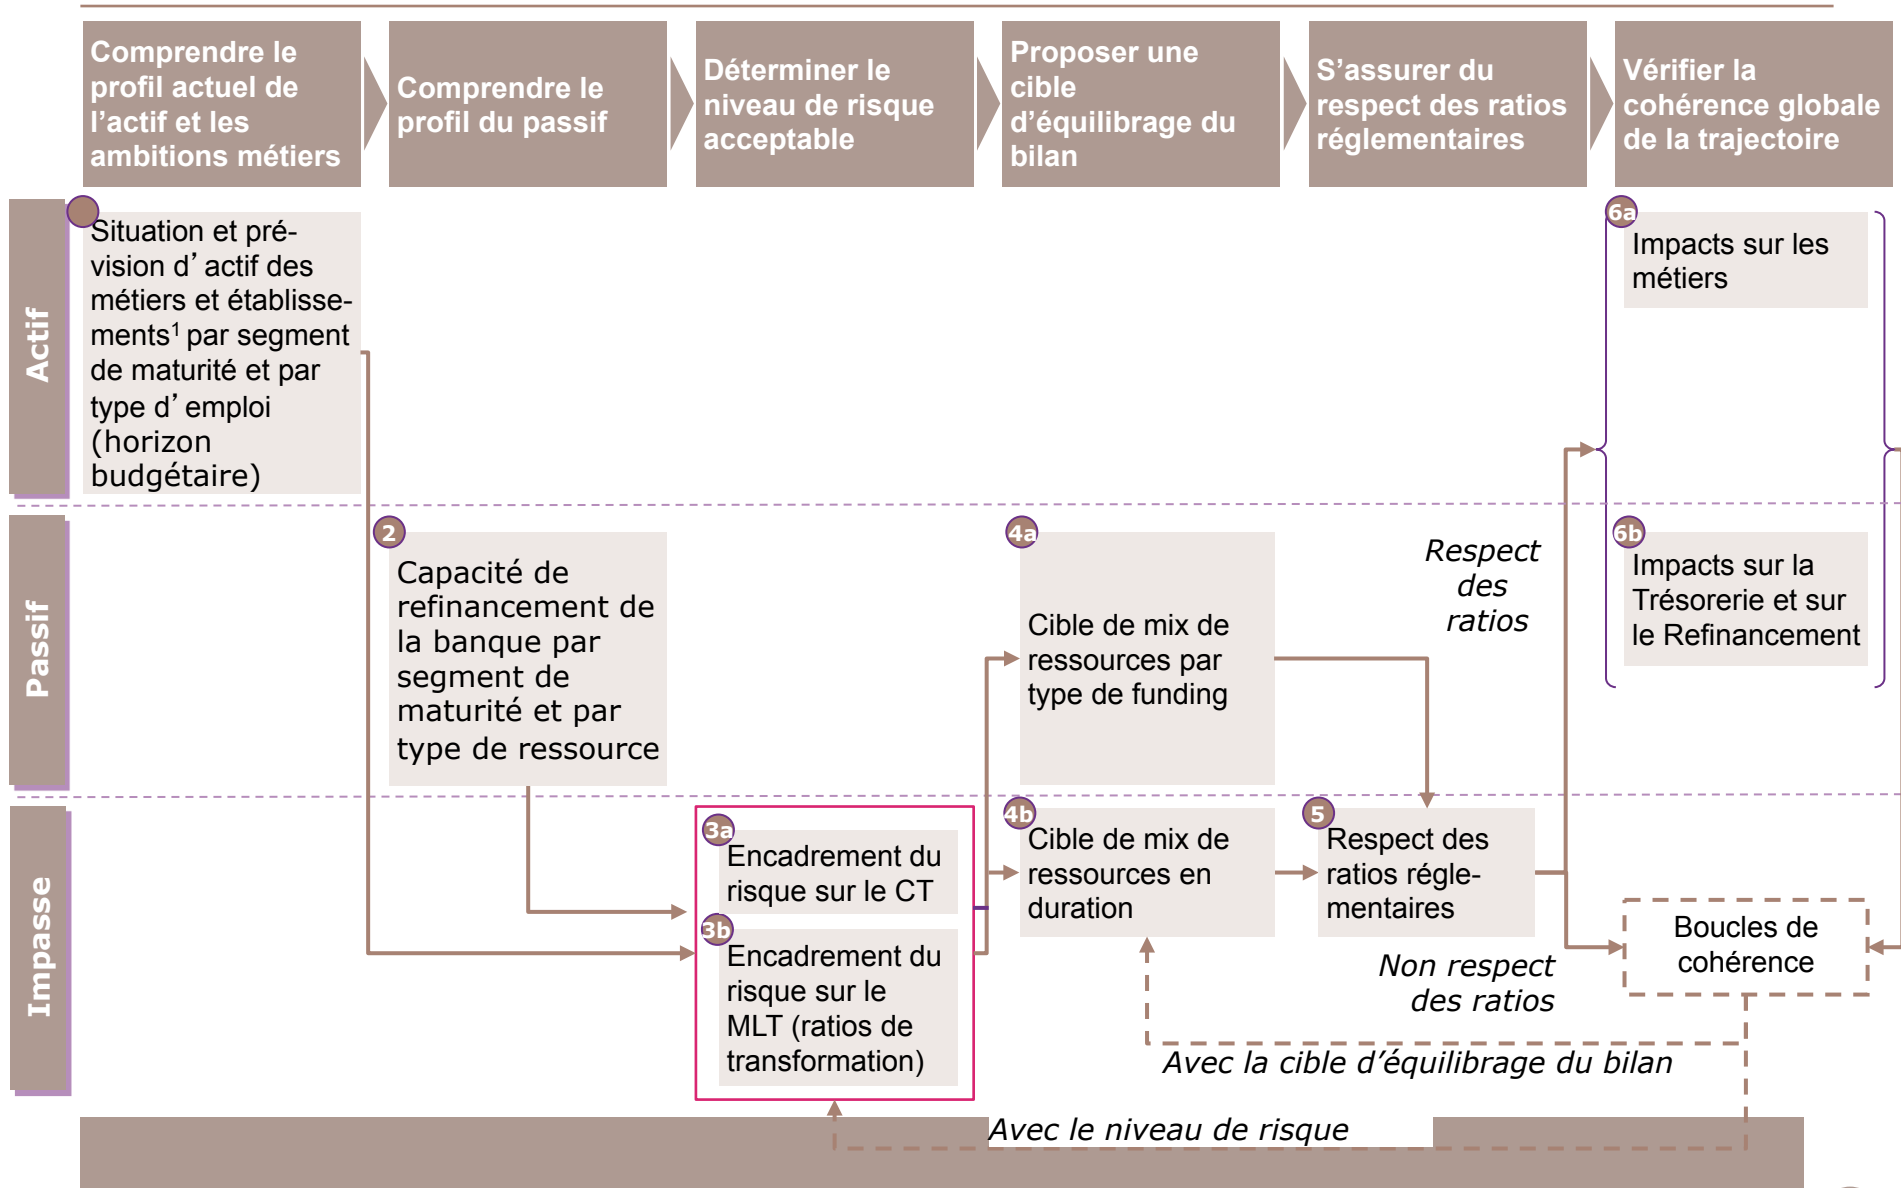 Comprendre le
profil actuel de
l’actif et les
ambitions métiers
Comprendre le
profil du passif
Déterminer le
niveau de risque
acceptable
Proposer une
cible
d’équilibrage du
bilan
S’assurer du
respect des ratios
réglementaires
Vérifier la
cohérence globale
de la trajectoire
Actif
Situation et pré-
vision d’ actif des
métiers et établisse-
ments¹ par segment
de maturité et par
type d’ emploi
(horizon
budgétaire)
6a
Impacts sur les
métiers
Passif
2
Capacité de
refinancement de
la banque par
segment de
maturité et par
type de ressource
4a
Cible de mix de
ressources par
type de funding
Respect
des
ratios
6b
Impacts sur la
Trésorerie et sur
le Refinancement
Impasse
3a
Encadrement du
risque sur le CT
3b
Encadrement du
risque sur le
MLT (ratios de
transformation)
4b
Cible de mix de
ressources en
duration
5
Respect des
ratios régle-
mentaires
Non respect
des ratios
Boucles de
cohérence
Avec la cible d’équilibrage du bilan
Avec le niveau de risque